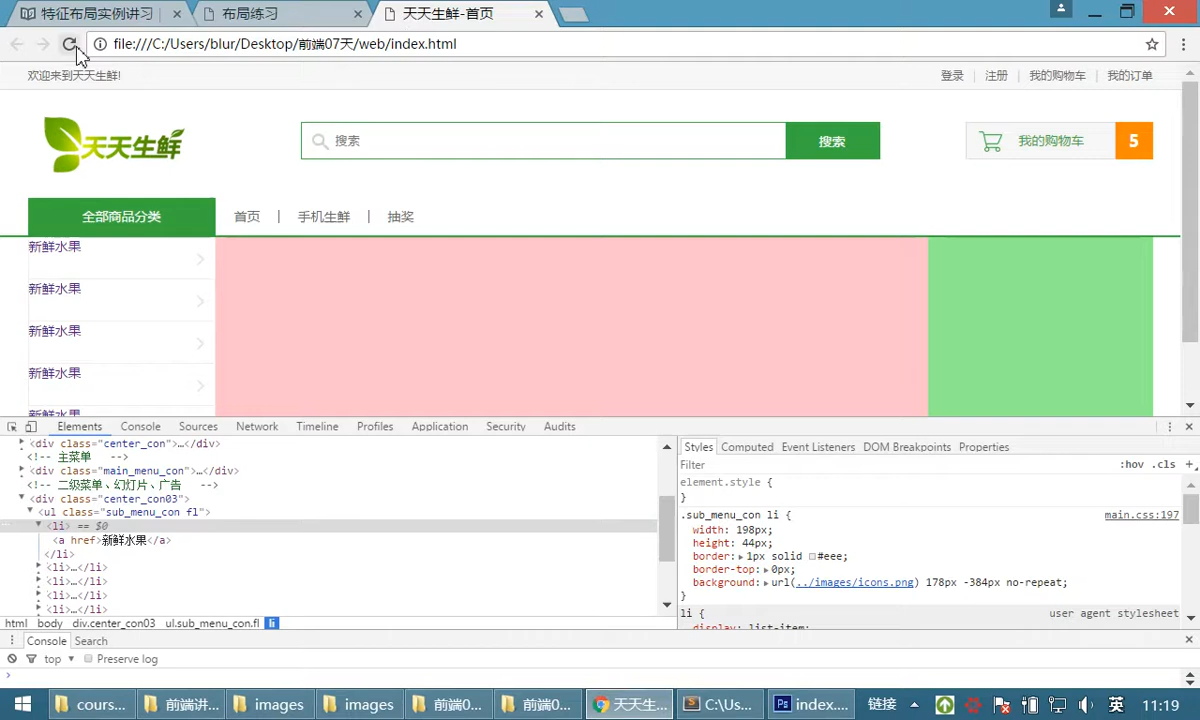 特征布局实例讲习 布局练习 天天生鲜-首页
file:///C:/Users/blur/Desktop/前端07天/web/index.html
欢迎来到天天生鲜! 登录 | 注册 | 我的购物车 | 我的订单
天天生鲜 搜索 搜索 我的购物车 5
全部商品分类 首页 | 手机生鲜 | 抽奖
新鲜水果
新鲜水果
新鲜水果
新鲜水果
新鲜水果
Elements Console Sources Network Timeline Profiles Application Security Audits
<div class="center_con">…</div>
<!-- 主菜单 -->
<div class="main_menu_con">…</div>
<!-- 二级菜单、幻灯片、广告 -->
<div class="center_con03">
<ul class="sub_menu_con fl">
<li> == $0
<a href>新鲜水果</a>
</li>
<li>…</li>
<li>…</li>
<li>…</li>
<li>…</li>
html body div.center_con03 ul.sub_menu_con.fl li
Styles Computed Event Listeners DOM Breakpoints Properties
Filter :hov .cls +
element.style {
}
.sub_menu_con li { main.css:197
width: 198px;
height: 44px;
border: 1px solid #eee;
border-top: 0px;
background: url(../images/icons.png) 178px -384px no-repeat;
}
li { user agent stylesheet
display: list-item;
Console Search
top Preserve log
cours... 前端讲... images images 前端0... 前端0... 天天生... C:\Us... index.... 链接 英 11:19